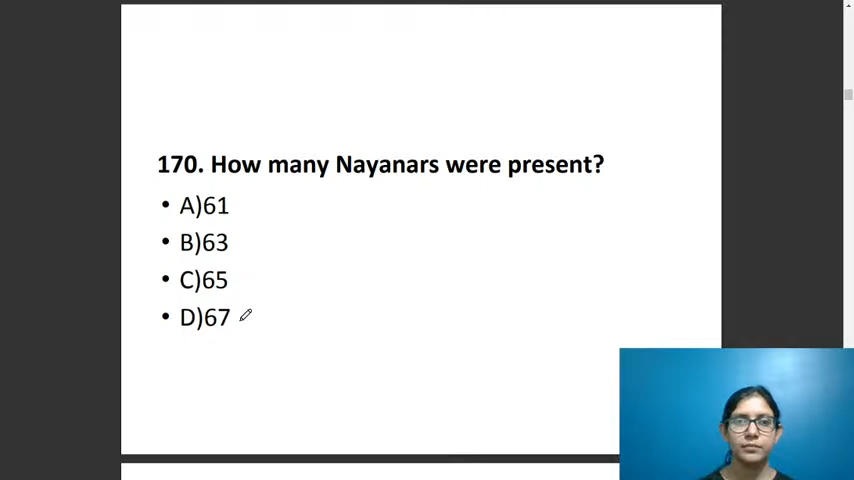 170. How many Nayanars were present?
• A)61
• B)63
• C)65
• D)67